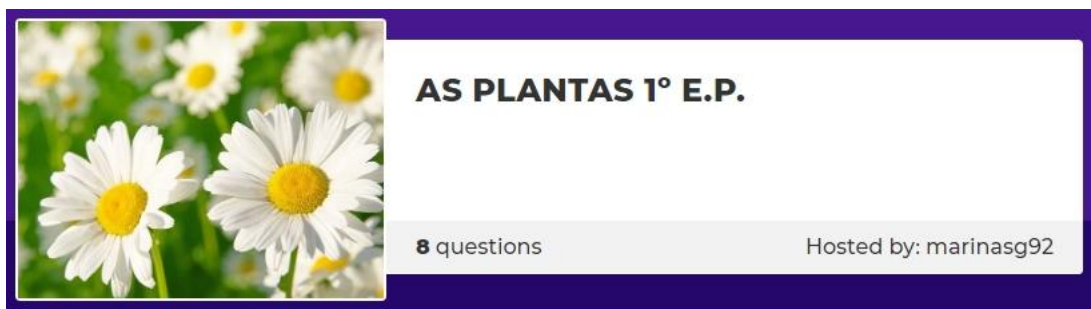 AS PLANTAS 1º E.P.
8 questions
Hosted by: marinasg92